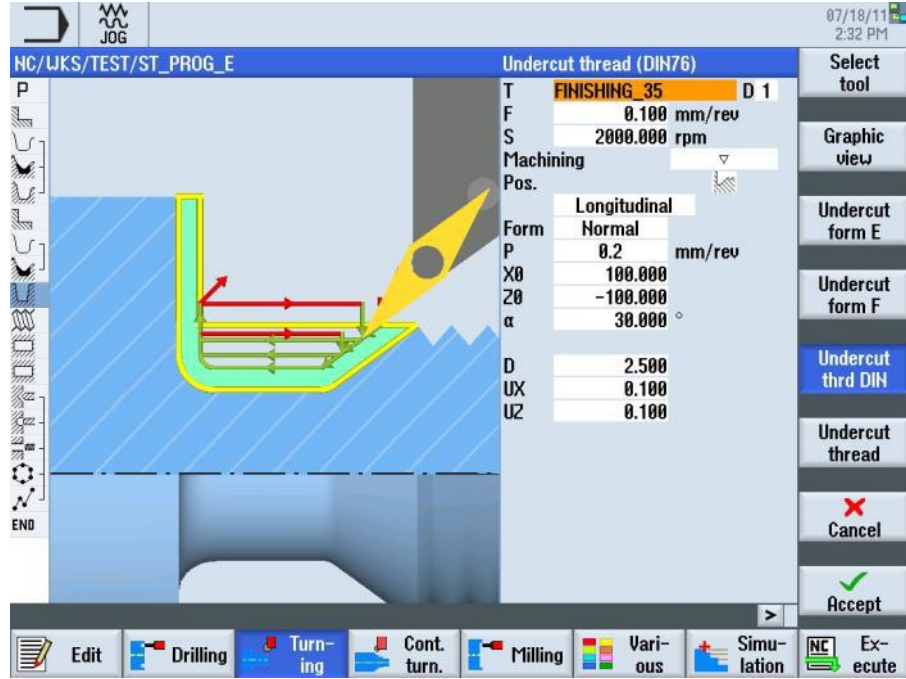 JOG
07/18/11
2:32 PM
NC/WKS/TEST/ST_PROG_E
Undercut thread (DIN76)
P
END
T FINISHING_35 D 1
F 0.100 mm/rev
S 2000.000 rpm
Machining ▽
Pos.
Longitudinal
Form Normal
P 0.2 mm/rev
X0 100.000
Z0 -100.000
α 30.000 °
D 2.500
UX 0.100
UZ 0.100
Select
tool
Graphic
view
Undercut
form E
Undercut
form F
Undercut
thrd DIN
Undercut
thread
Cancel
Accept
>
Edit
Drilling
Turn-
ing
Cont.
turn.
Milling
Vari-
ous
Simu-
lation
NC
Ex-
ecute